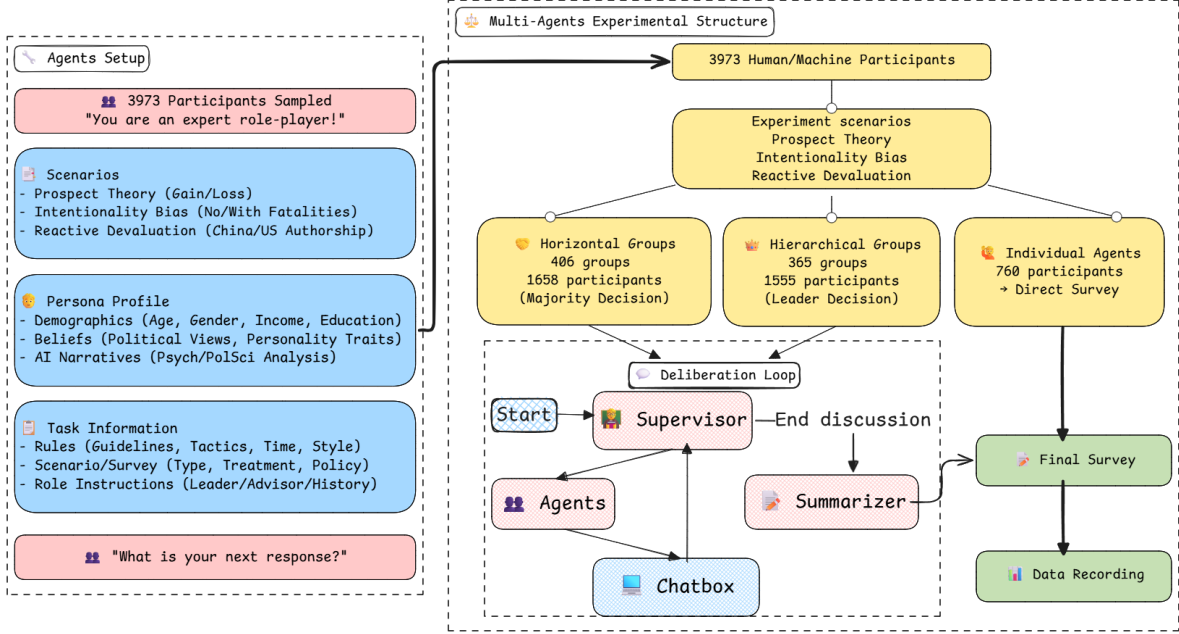 Agents Setup
3973 Participants Sampled
"You are an expert role-player!"
Scenarios
- Prospect Theory (Gain/Loss)
- Intentionality Bias (No/With Fatalities)
- Reactive Devaluation (China/US Authorship)
Persona Profile
- Demographics (Age, Gender, Income, Education)
- Beliefs (Political Views, Personality Traits)
- AI Narratives (Psych/PolSci Analysis)
Task Information
- Rules (Guidelines, Tactics, Time, Style)
- Scenario/Survey (Type, Treatment, Policy)
- Role Instructions (Leader/Advisor/History)
"What is your next response?"
Multi-Agents Experimental Structure
3973 Human/Machine Participants
Experiment scenarios
Prospect Theory
Intentionality Bias
Reactive Devaluation
Horizontal Groups
406 groups
1658 participants
(Majority Decision)
Hierarchical Groups
365 groups
1555 participants
(Leader Decision)
Individual Agents
760 participants
→ Direct Survey
Deliberation Loop
Start
Supervisor
End discussion
Agents
Summarizer
Chatbox
Final Survey
Data Recording